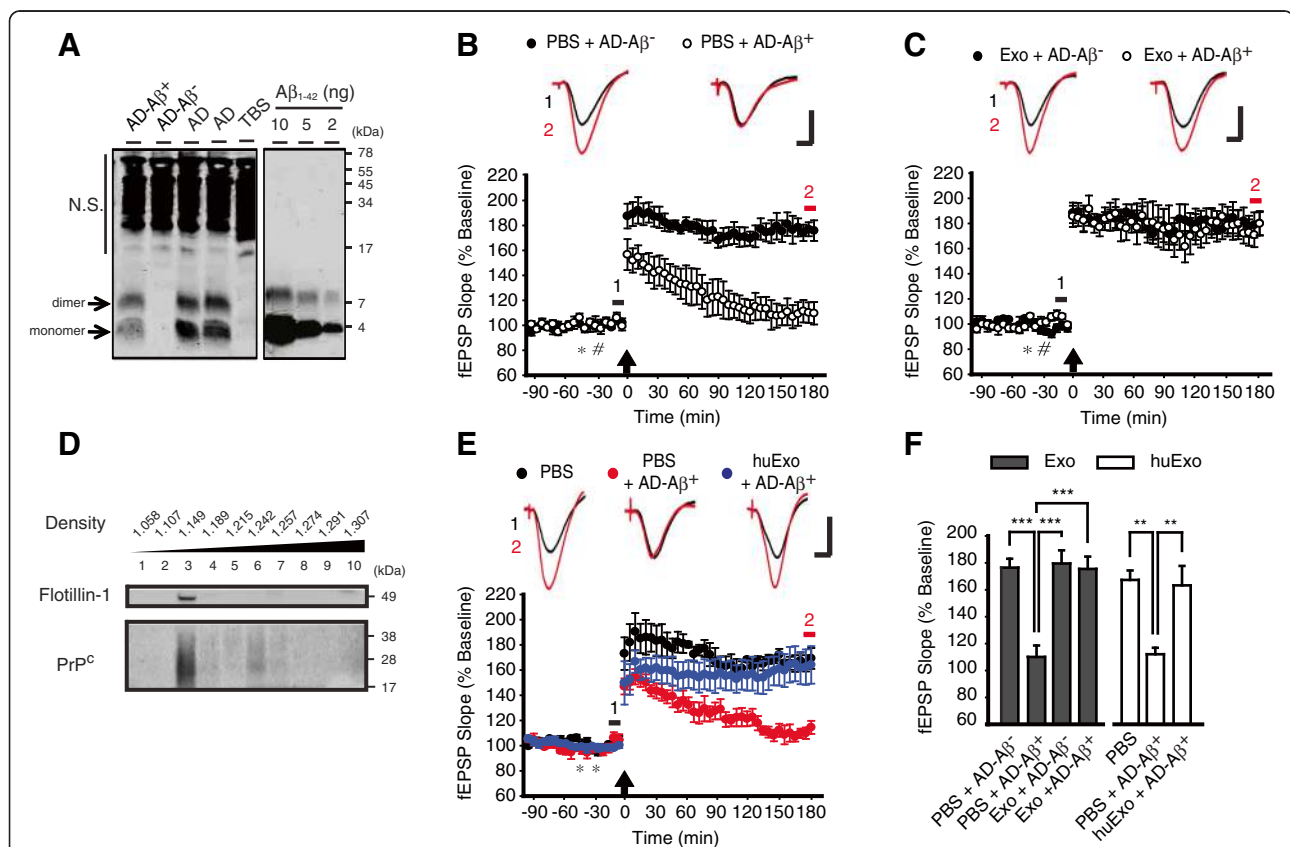 A
AD-Aβ+
AD-Aβ-
AD
AD
TBS
Aβ1-42 (ng)
10 5 2
(kDa)
78
55
45
34
17
7
4
N.S.
dimer
monomer
B
PBS + AD-Aβ- PBS + AD-Aβ+
1
2
fEPSP Slope (% Baseline)
220
200
180
160
140
120
100
80
60
2
1
* #
-90 -60 -30 0 30 60 90 120 150 180
Time (min)
C
Exo + AD-Aβ- Exo + AD-Aβ+
1
2
fEPSP Slope (% Baseline)
220
200
180
160
140
120
100
80
60
2
1
* #
-90 -60 -30 0 30 60 90 120 150 180
Time (min)
D
Density
1.058 1.107 1.149 1.189 1.215 1.242 1.257 1.274 1.291 1.307
1 2 3 4 5 6 7 8 9 10
(kDa)
Flotillin-1
49
PrPc
38
28
17
E
PBS PBS + AD-Aβ+ huExo + AD-Aβ+
1
2
fEPSP Slope (% Baseline)
220
200
180
160
140
120
100
80
60
2
1
* *
-90 -60 -30 0 30 60 90 120 150 180
Time (min)
F
Exo huExo
***
*** *** ** **
fEPSP Slope (% Baseline)
200
180
160
140
120
100
80
60
PBS + AD-Aβ-
PBS + AD-Aβ+
Exo + AD-Aβ-
Exo +AD-Aβ+
PBS
PBS + AD-Aβ+
huExo + AD-Aβ+